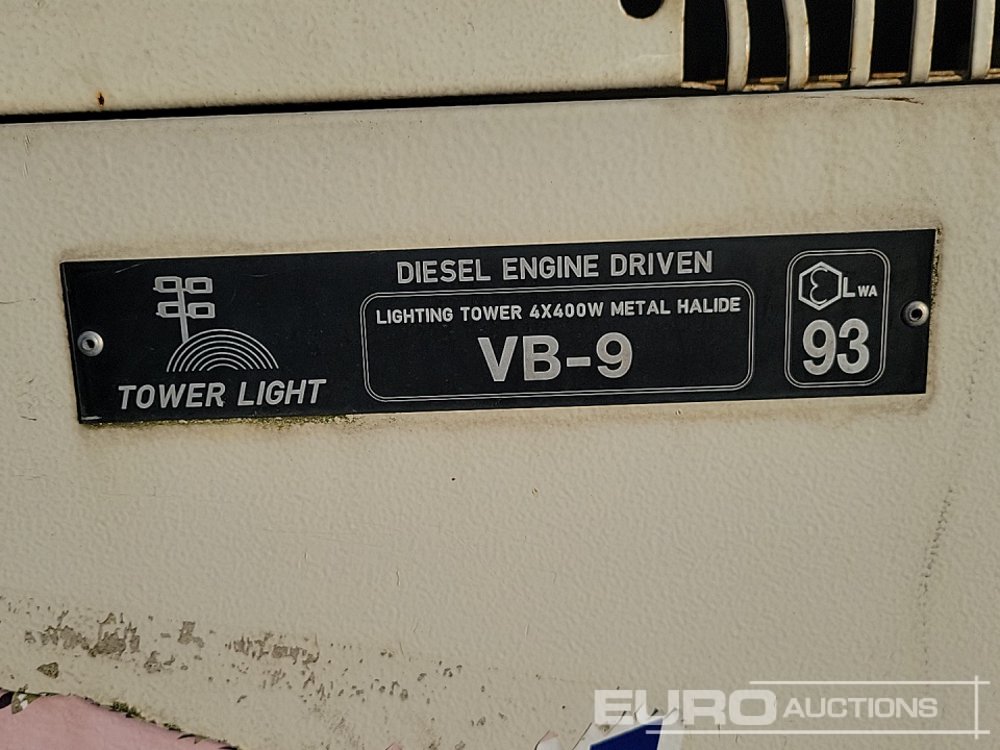 DIESEL ENGINE DRIVEN
LIGHTING TOWER 4X400W METAL HALIDE
VB-9
TOWER LIGHT
LWA
93
EURO AUCTIONS